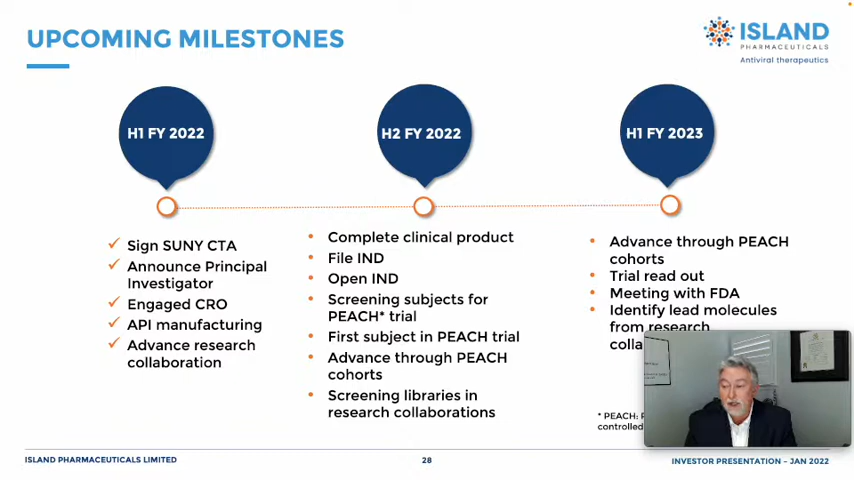 UPCOMING MILESTONES
ISLAND
PHARMACEUTICALS
Antiviral therapeutics
H1 FY 2022
H2 FY 2022
H1 FY 2023
Sign SUNY CTA
Announce Principal
Investigator
Engaged CRO
API manufacturing
Advance research
collaboration
Complete clinical product
File IND
Open IND
Screening subjects for
PEACH* trial
First subject in PEACH trial
Advance through PEACH
cohorts
Screening libraries in
research collaborations
Advance through PEACH
cohorts
Trial read out
Meeting with FDA
Identify lead molecules
from research
* PEACH:
controlled
ISLAND PHARMACEUTICALS LIMITED
28
INVESTOR PRESENTATION – JAN 2022